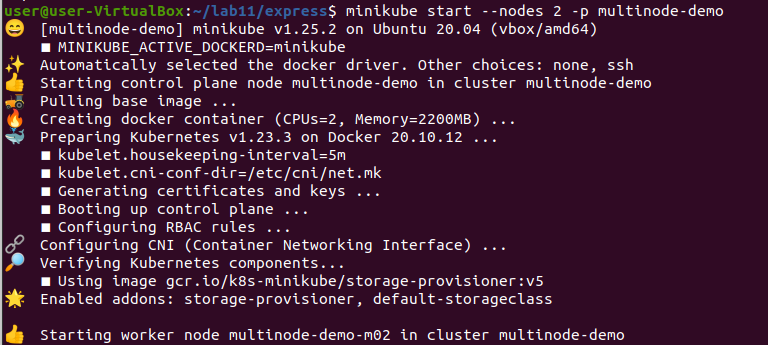 user@user-VirtualBox:~/lab11/express$ minikube start --nodes 2 -p multinode-demo
😄 [multinode-demo] minikube v1.25.2 on Ubuntu 20.04 (vbox/amd64)
▪ MINIKUBE_ACTIVE_DOCKERD=minikube
✨ Automatically selected the docker driver. Other choices: none, ssh
👍 Starting control plane node multinode-demo in cluster multinode-demo
🚜 Pulling base image ...
🔥 Creating docker container (CPUs=2, Memory=2200MB) ...
🐳 Preparing Kubernetes v1.23.3 on Docker 20.10.12 ...
▪ kubelet.housekeeping-interval=5m
▪ kubelet.cni-conf-dir=/etc/cni/net.mk
▪ Generating certificates and keys ...
▪ Booting up control plane ...
▪ Configuring RBAC rules ...
🔗 Configuring CNI (Container Networking Interface) ...
🔎 Verifying Kubernetes components...
▪ Using image gcr.io/k8s-minikube/storage-provisioner:v5
🌟 Enabled addons: storage-provisioner, default-storageclass
👍 Starting worker node multinode-demo-m02 in cluster multinode-demo